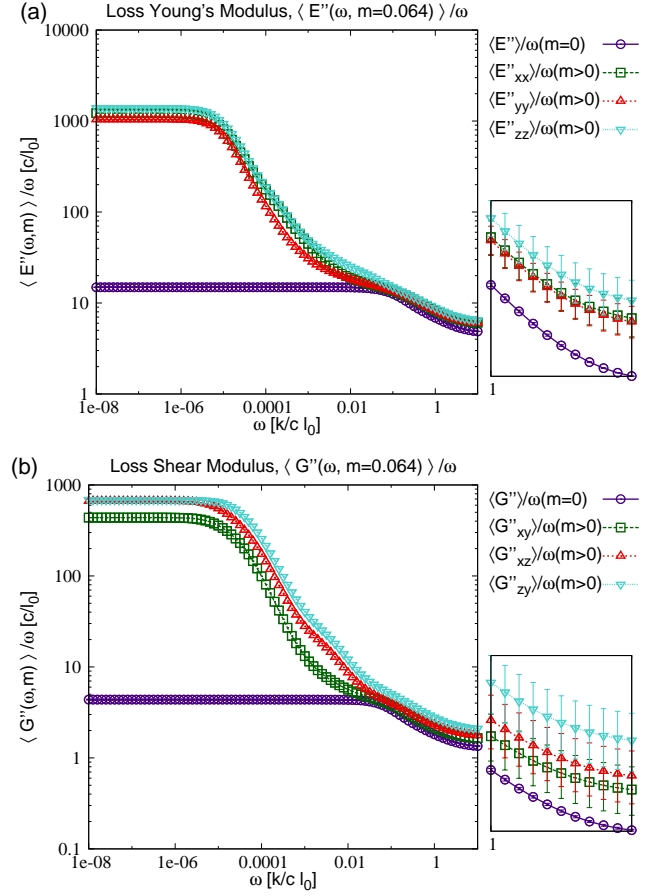 (a)
Loss Young's Modulus, ⟨ E''(ω, m=0.064) ⟩ /ω
⟨ E''(ω,m) ⟩ /ω [c/l₀]
10000
1000
100
10
1
1e-08
1e-06
0.0001
0.01
1
ω [k/c l₀]
⟨E''⟩/ω(m=0)
⟨E''xx⟩/ω(m>0)
⟨E''yy⟩/ω(m>0)
⟨E''zz⟩/ω(m>0)
1
(b)
Loss Shear Modulus, ⟨ G''(ω, m=0.064) ⟩ /ω
⟨ G''(ω,m) ⟩ /ω [c/l₀]
1000
100
10
1
0.1
1e-08
1e-06
0.0001
0.01
1
ω [k/c l₀]
⟨G''⟩/ω(m=0)
⟨G''xy⟩/ω(m>0)
⟨G''xz⟩/ω(m>0)
⟨G''zy⟩/ω(m>0)
1